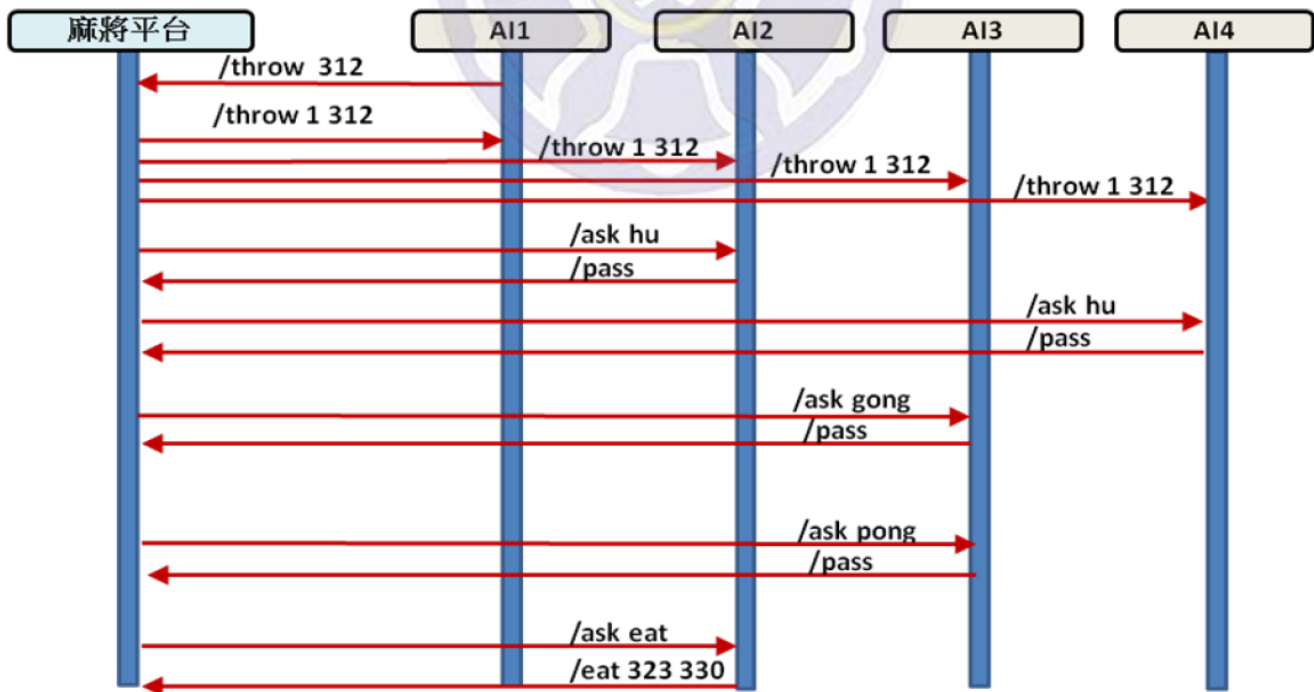 麻將平台
AI1
AI2
AI3
AI4
/throw 312
/throw 1 312
/throw 1 312
/throw 1 312
/throw 1 312
/ask hu
/pass
/ask hu
/pass
/ask gong
/pass
/ask pong
/pass
/ask eat
/eat 323 330